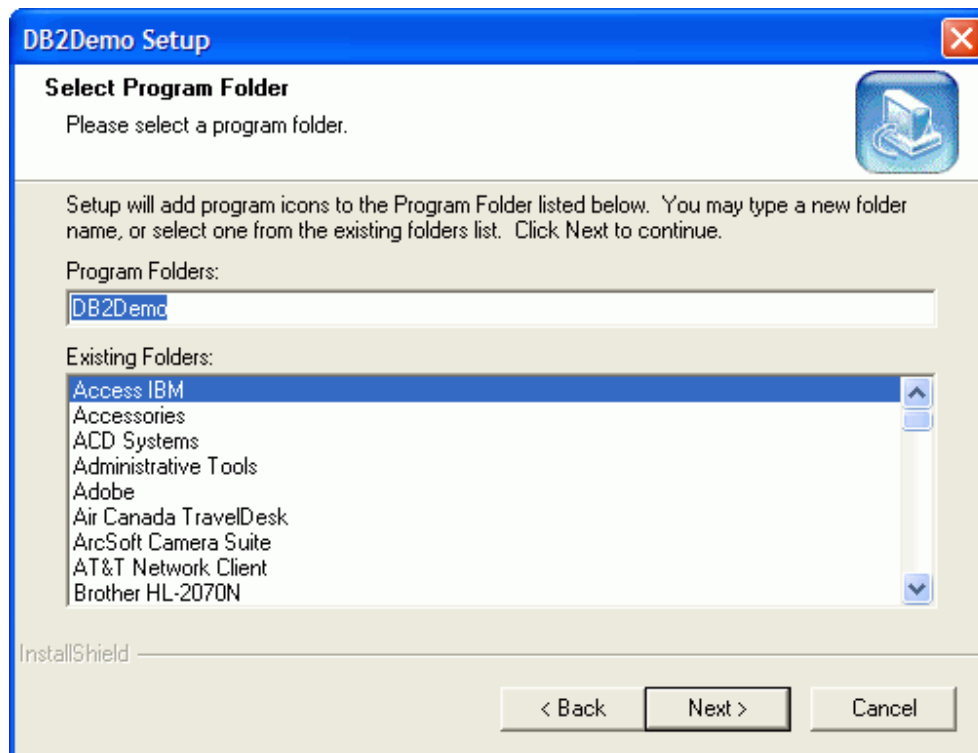 DB2Demo Setup
Select Program Folder
Please select a program folder.
Setup will add program icons to the Program Folder listed below. You may type a new folder
name, or select one from the existing folders list. Click Next to continue.
Program Folders:
DB2Demo
Existing Folders:
Access IBM
Accessories
ACD Systems
Administrative Tools
Adobe
Air Canada TravelDesk
ArcSoft Camera Suite
AT&T Network Client
Brother HL-2070N
InstallShield
< Back
Next >
Cancel